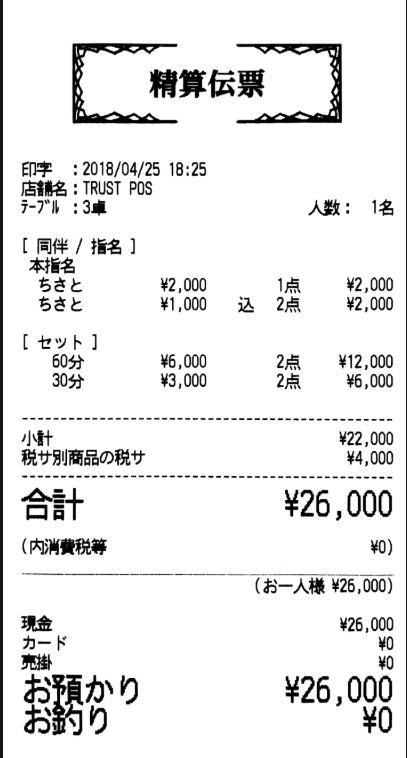 精算伝票
印字 :2018/04/25 18:25
店舗名:TRUST POS
ﾃｰﾌﾞﾙ :3卓 人数: 1名
[ 同伴 / 指名 ]
本指名
ちさと ¥2,000 1点 ¥2,000
ちさと ¥1,000 込 2点 ¥2,000
[ セット ]
60分 ¥6,000 2点 ¥12,000
30分 ¥3,000 2点 ¥6,000
小計 ¥22,000
税サ別商品の税サ ¥4,000
合計 ¥26,000
(内消費税等 ¥0)
(お一人様 ¥26,000)
現金 ¥26,000
カード ¥0
売掛 ¥0
お預かり ¥26,000
お釣り ¥0